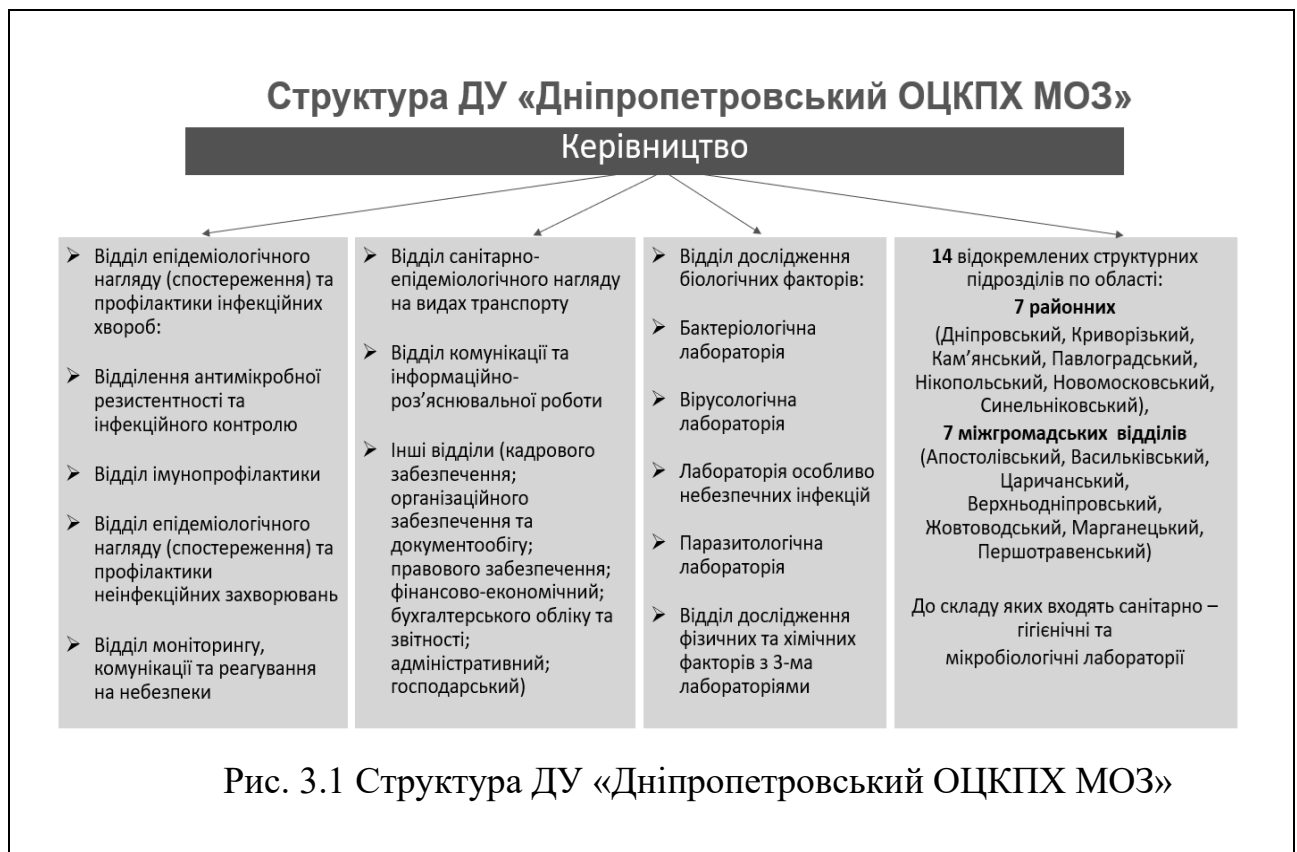 Структура ДУ «Дніпропетровський ОЦКПХ МОЗ»
Керівництво
➢ Відділ епідеміологічного
нагляду (спостереження) та
профілактики інфекційних
хвороб:
➢ Відділення антимікробної
резистентності та
інфекційного контролю
➢ Відділ імунопрофілактики
➢ Відділ епідеміологічного
нагляду (спостереження) та
профілактики
неінфекційних захворювань
➢ Відділ моніторингу,
комунікації та реагування
на небезпеки
➢ Відділ санітарно-
епідеміологічного нагляду
на видах транспорту
➢ Відділ комунікації та
інформаційно-
роз’яснювальної роботи
➢ Інші відділи (кадрового
забезпечення;
організаційного
забезпечення та
документообігу;
правового забезпечення;
фінансово-економічний;
бухгалтерського обліку та
звітності;
адміністративний;
господарський)
➢ Відділ дослідження
біологічних факторів:
➢ Бактеріологічна
лабораторія
➢ Вірусологічна
лабораторія
➢ Лабораторія особливо
небезпечних інфекцій
➢ Паразитологічна
лабораторія
➢ Відділ дослідження
фізичних та хімічних
факторів з 3-ма
лабораторіями
14 відокремлених структурних
підрозділів по області:
7 районних
(Дніпровський, Криворізький,
Кам’янський, Павлоградський,
Нікопольський, Новомосковський,
Синельніковський),
7 міжгромадських відділів
(Апостолівський, Васильківський,
Царичанський,
Верхньодніпровський,
Жовтоводський, Марганецький,
Першотравенський)
До складу яких входять санітарно –
гігієнічні та
мікробіологічні лабораторії
Рис. 3.1 Структура ДУ «Дніпропетровський ОЦКПХ МОЗ»